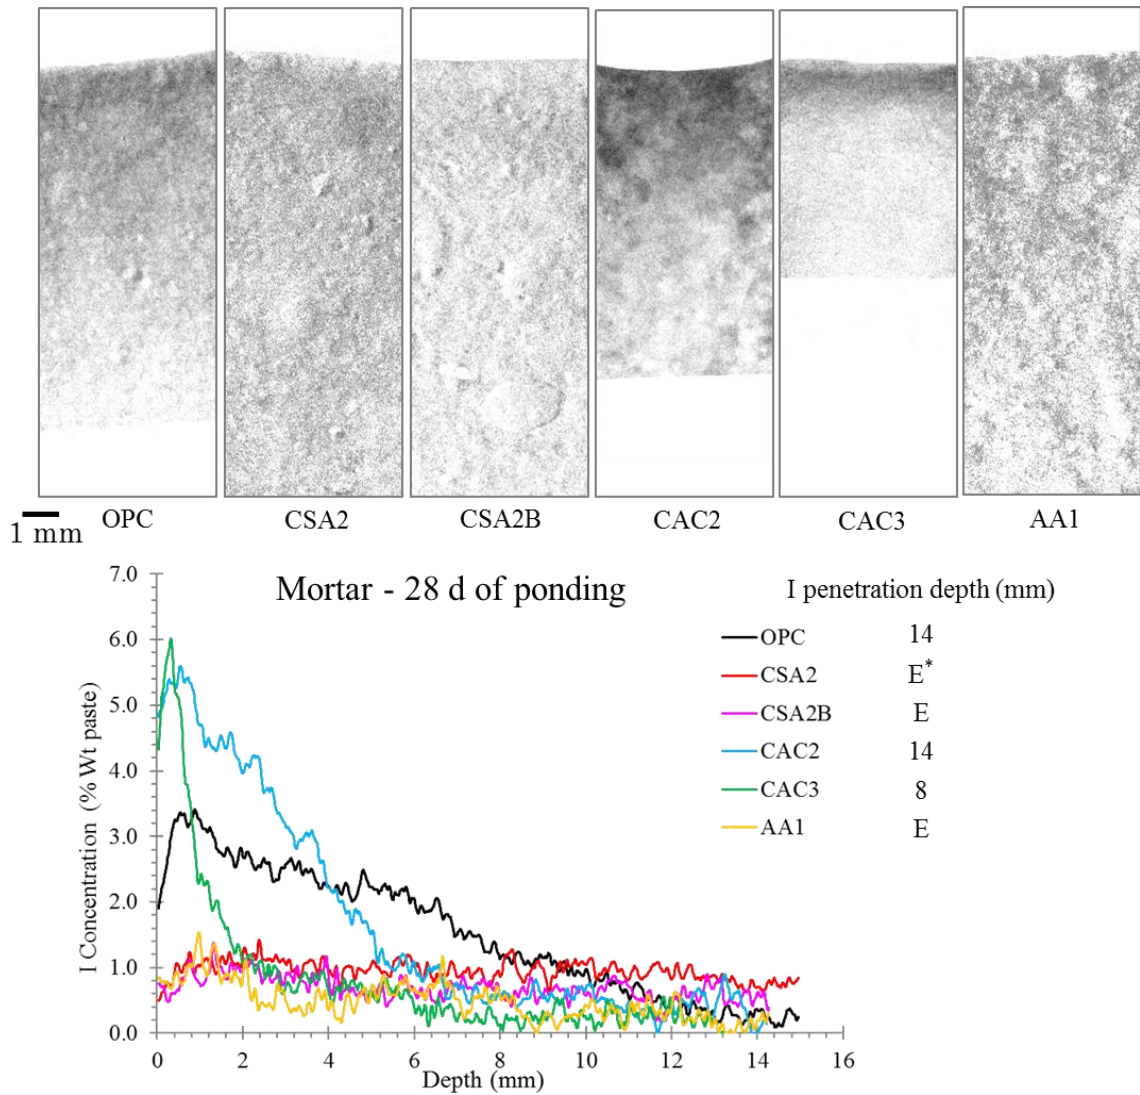 OPC CSA2 CSA2B CAC2 CAC3 AA1
1 mm
Mortar - 28 d of ponding
I penetration depth (mm)
OPC 14
CSA2 E*
CSA2B E
CAC2 14
CAC3 8
AA1 E
I Concentration (% Wt paste)
7.0
6.0
5.0
4.0
3.0
2.0
1.0
0.0
0 2 4 6 8 10 12 14 16
Depth (mm)